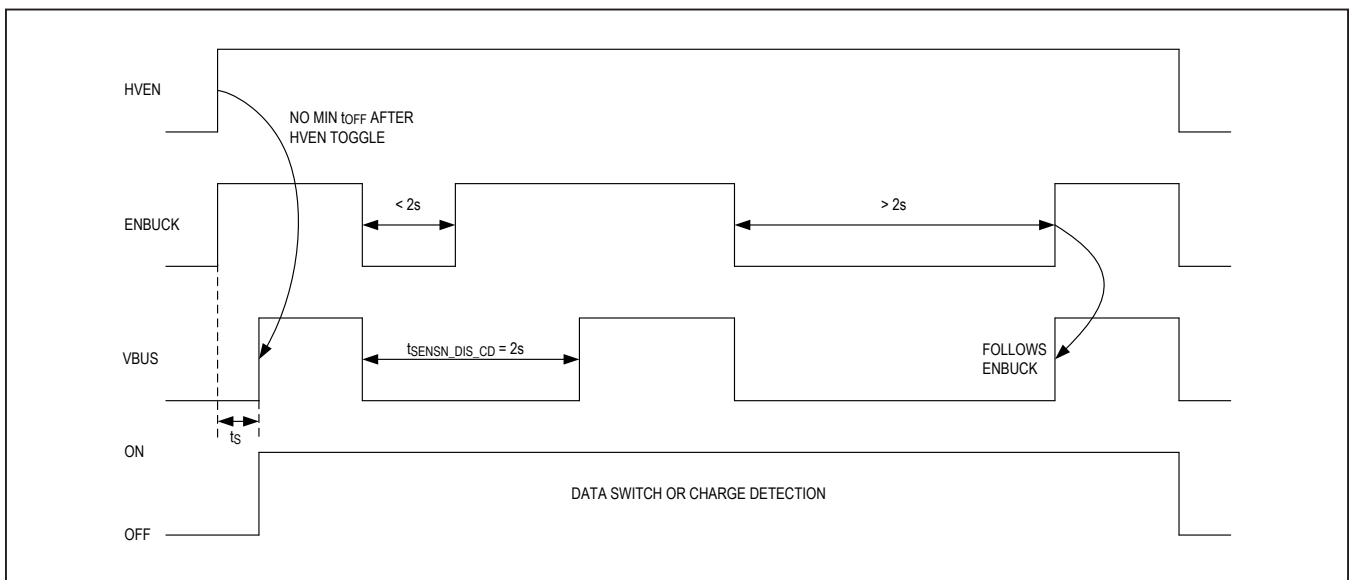 HVEN
NO MIN tOFF AFTER
HVEN TOGGLE
ENBUCK
< 2s
> 2s
VBUS
tSENSN_DIS_CD = 2s
FOLLOWS
ENBUCK
tS
ON
DATA SWITCH OR CHARGE DETECTION
OFF